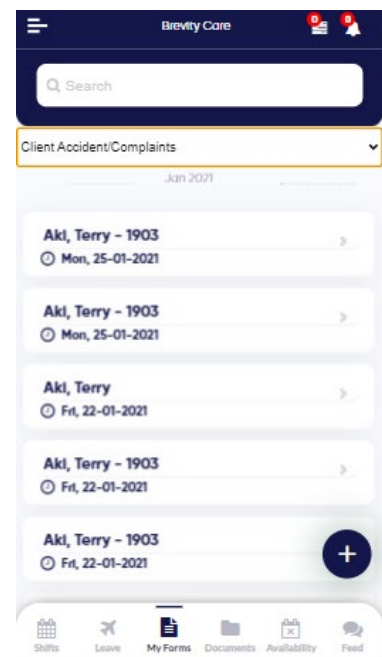 Brevity Care
0
0
Search
Client Accident/Complaints
Jan 2021
Akl, Terry - 1903
Mon, 25-01-2021
Akl, Terry - 1903
Mon, 25-01-2021
Akl, Terry
Fri, 22-01-2021
Akl, Terry - 1903
Fri, 22-01-2021
Akl, Terry - 1903
Fri, 22-01-2021
Shifts
Leave
My Forms
Documents
Availability
Feed